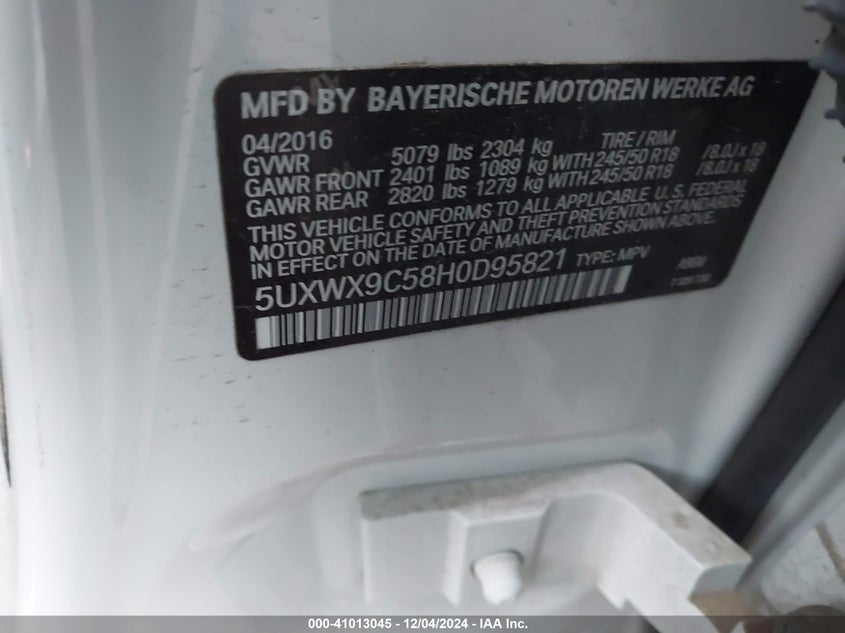 MFD BY BAYERISCHE MOTOREN WERKE AG
04/2016 TIRE / RIM
GVWR 5079 lbs 2304 kg
GAWR FRONT 2401 lbs 1089 kg WITH 245/50 R18 /8.0J x 18
GAWR REAR 2820 lbs 1279 kg WITH 245/50 R18 /8.0J x 18
THIS VEHICLE CONFORMS TO ALL APPLICABLE U.S. FEDERAL
MOTOR VEHICLE SAFETY AND THEFT PREVENTION STANDARDS
IN EFFECT ON THE DATE OF MANUFACTURE SHOWN ABOVE.
5UXWX9C58H0D95821 TYPE: MPV
000-41013045 - 12/04/2024 - IAA Inc.